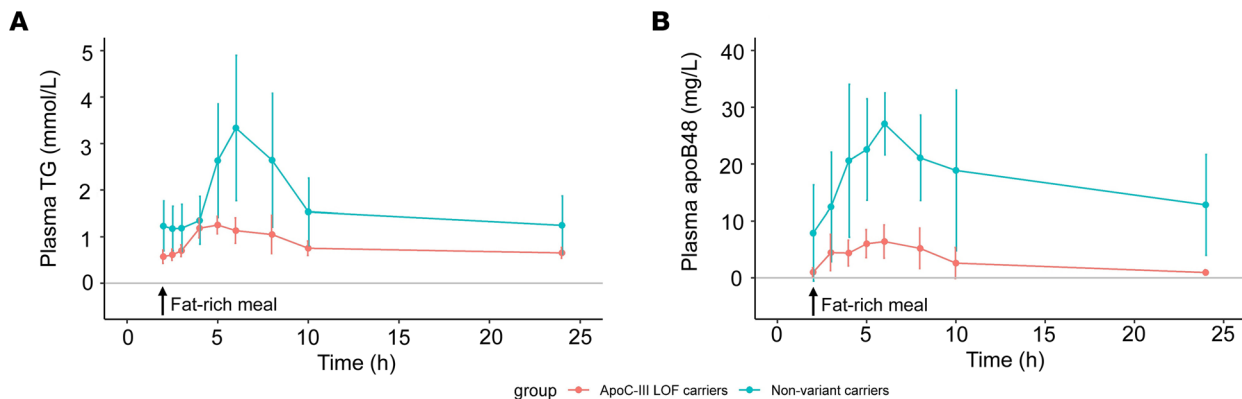 A
Plasma TG (mmol/L)
5
4
3
2
1
0
Fat-rich meal
0 5 10 15 20 25
Time (h)
B
Plasma apoB48 (mg/L)
40
30
20
10
0
Fat-rich meal
0 5 10 15 20 25
Time (h)
group ApoC-III LOF carriers Non-variant carriers